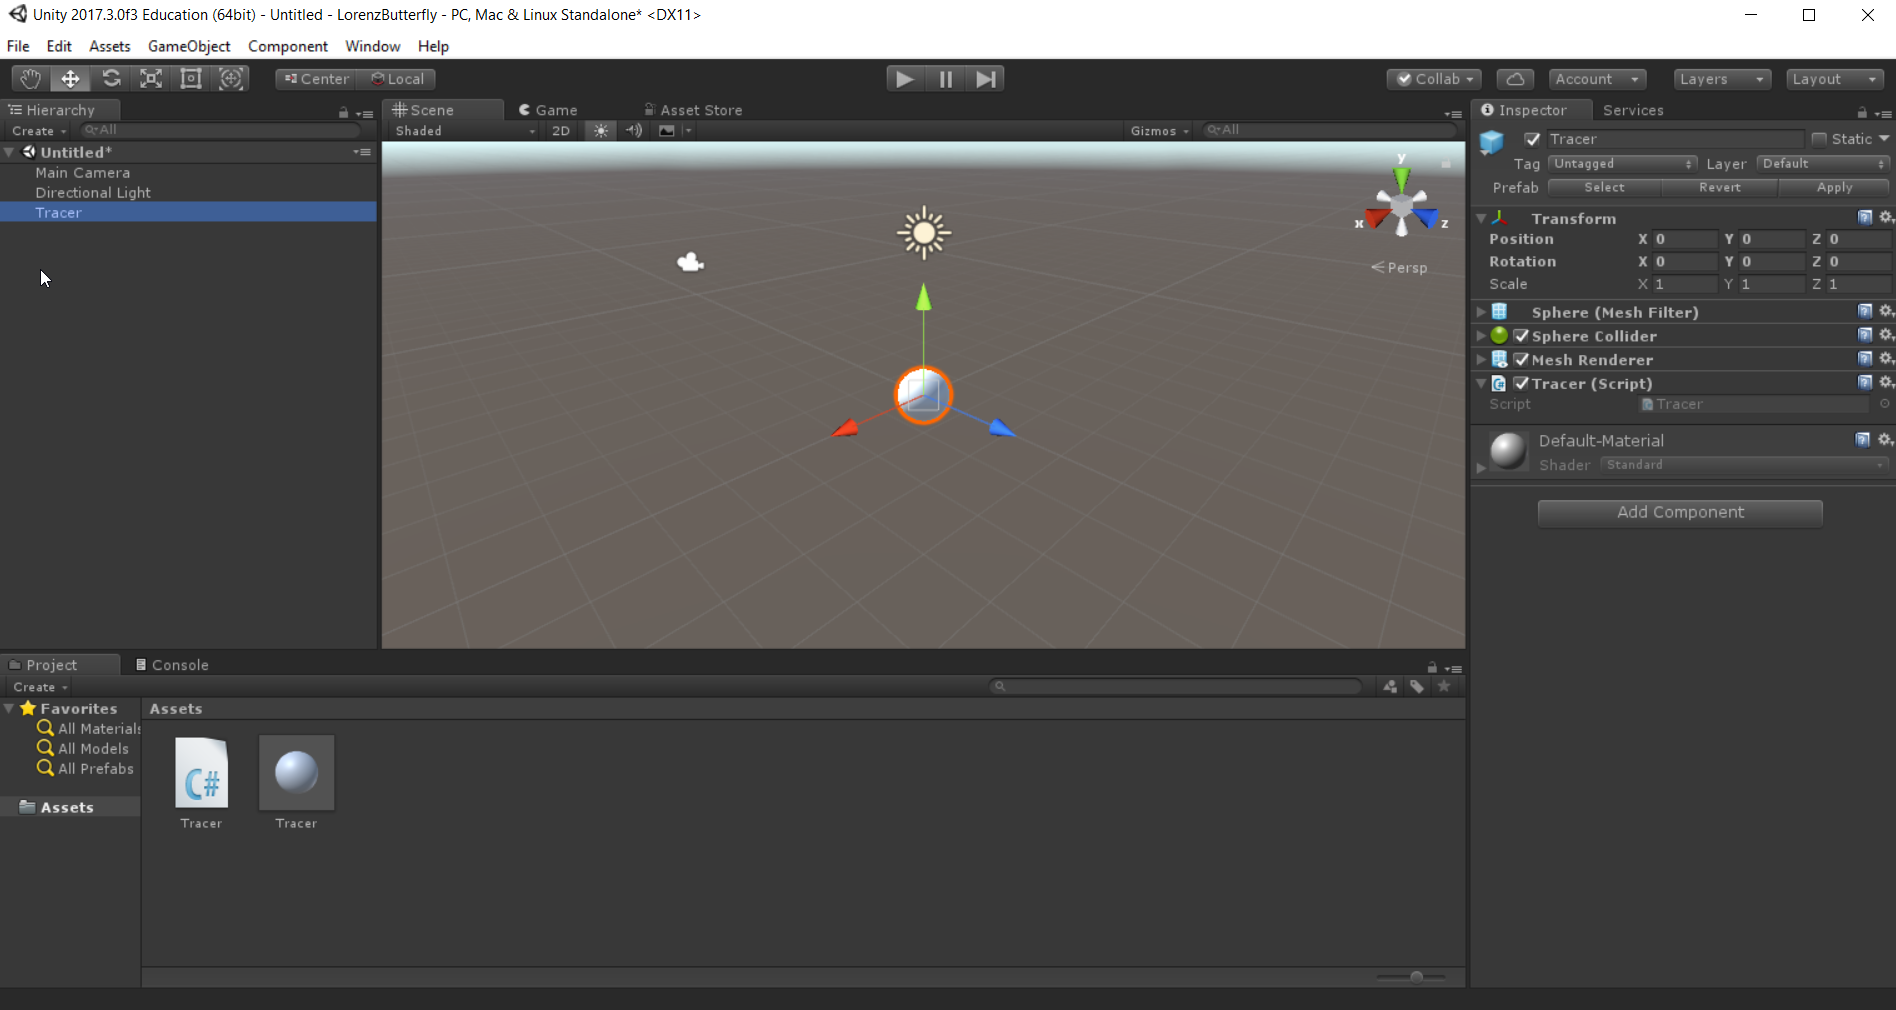 Unity 2017.3.0f3 Education (64bit) - Untitled - LorenzButterfly - PC, Mac & Linux Standalone* <DX11>
File Edit Assets GameObject Component Window Help
Center Local Collab Account Layers Layout
Hierarchy
Create All
Untitled*
Main Camera
Directional Light
Tracer
Scene Game Asset Store
Shaded 2D Gizmos All
y
x z
Persp
Inspector Services
Tracer Static
Tag Untagged Layer Default
Prefab Select Revert Apply
Transform
Position X 0 Y 0 Z 0
Rotation X 0 Y 0 Z 0
Scale X 1 Y 1 Z 1
Sphere (Mesh Filter)
Sphere Collider
Mesh Renderer
C# Tracer (Script)
Script Tracer
Default-Material
Shader Standard
Add Component
Project Console
Create
Favorites
All Materials
All Models
All Prefabs
Assets
Assets
C#
Tracer Tracer